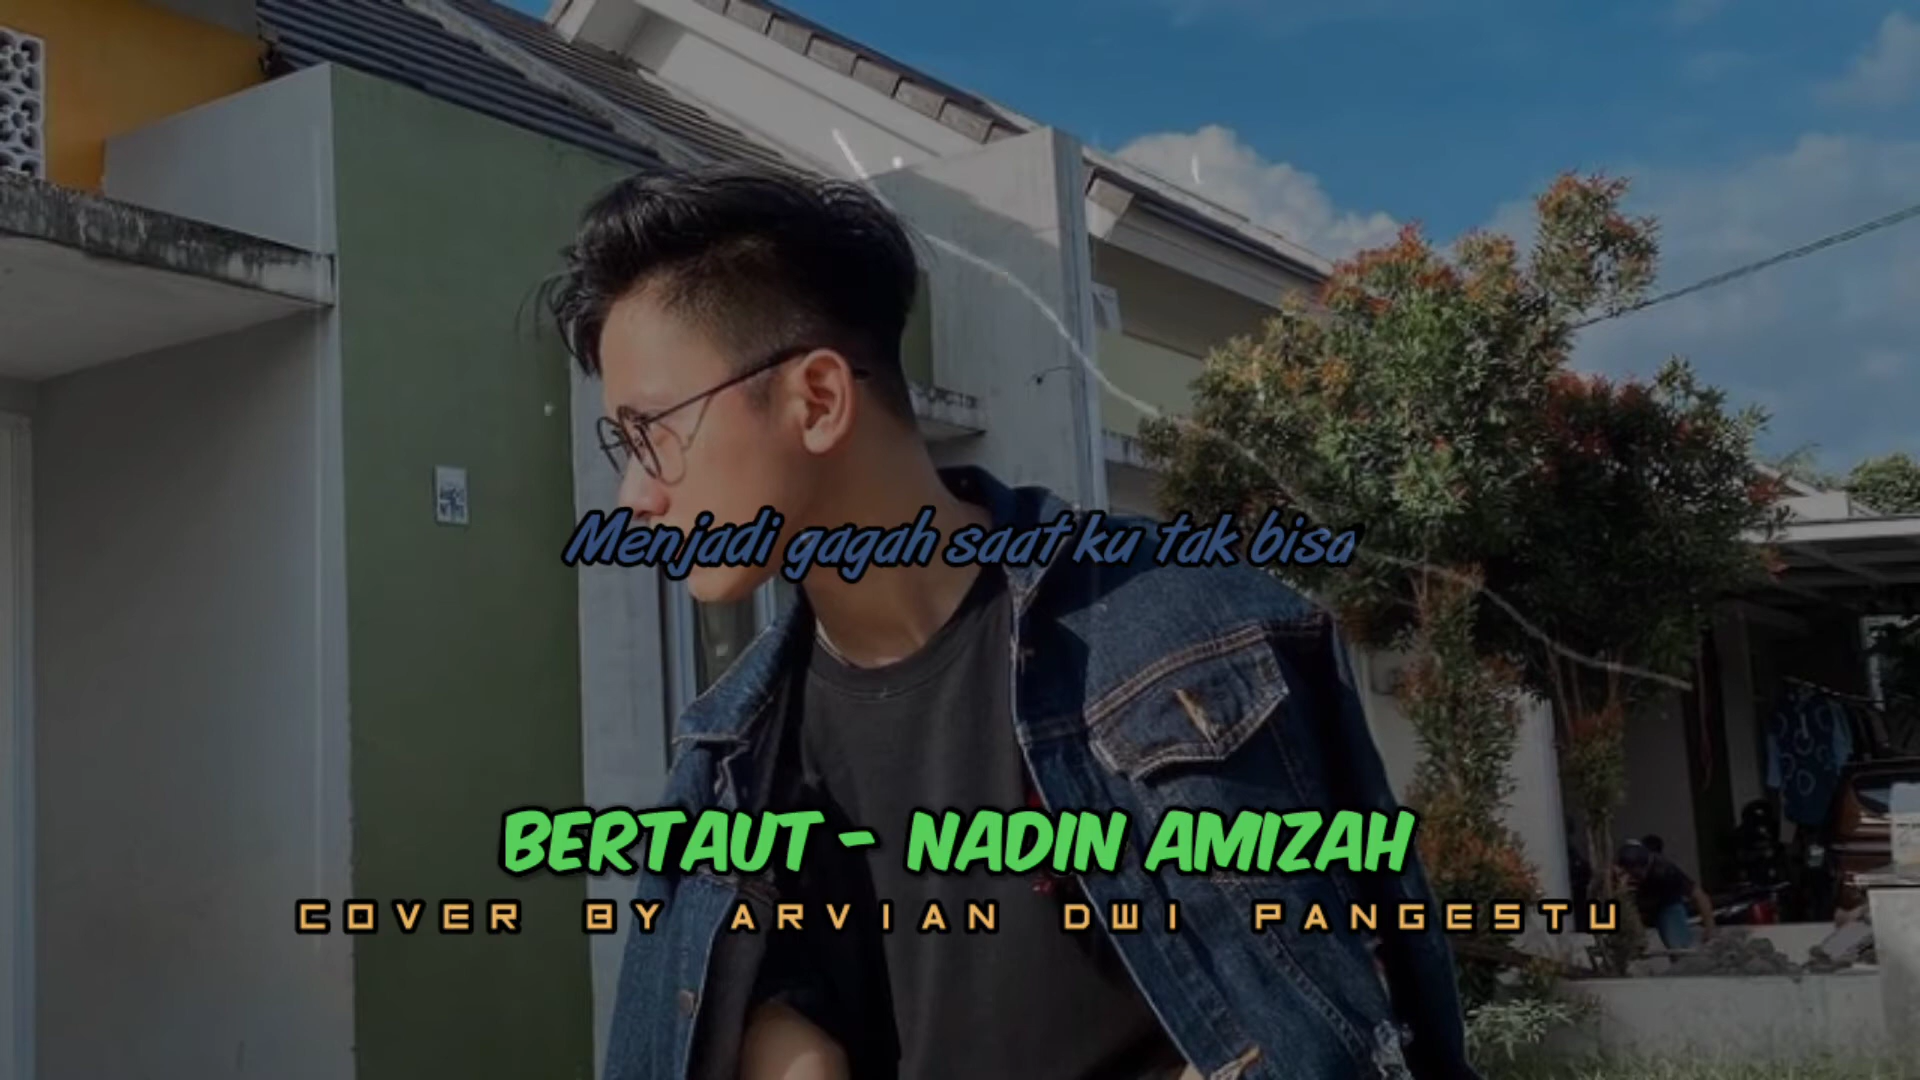 Menjadi gagah saat ku tak bisa
BERTAUT - NADIN AMIZAH
COVER BY ARVIAN DWI PANGESTU